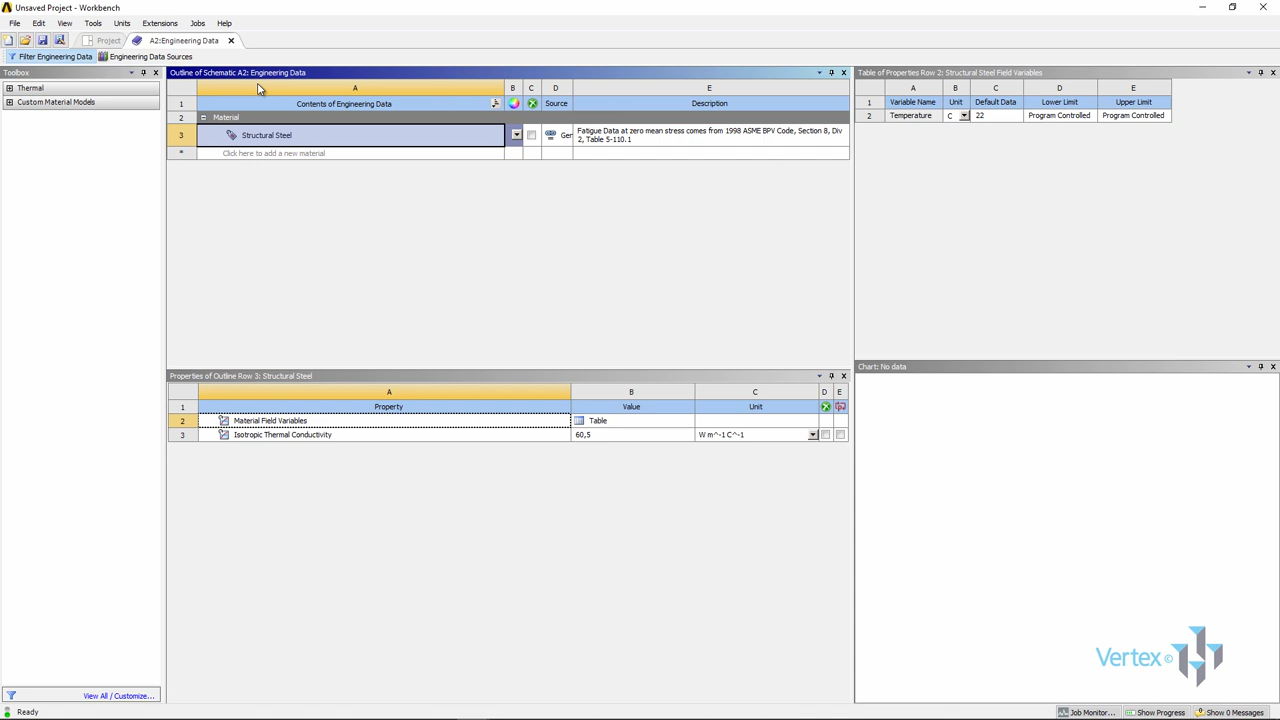 Unsaved Project - Workbench
File Edit View Tools Units Extensions Jobs Help
Project A2:Engineering Data
Filter Engineering Data Engineering Data Sources
Toolbox
Thermal
Custom Material Models
View All / Customize...
Outline of Schematic A2: Engineering Data
A B C D E
1 Contents of Engineering Data Source Description
2 Material
3 Structural Steel Gen Fatigue Data at zero mean stress comes from 1998 ASME BPV Code, Section 8, Div
2, Table 5-110.1
* Click here to add a new material
Properties of Outline Row 3: Structural Steel
A B C D E
1 Property Value Unit
2 Material Field Variables Table
3 Isotropic Thermal Conductivity 60,5 W m^-1 C^-1
Table of Properties Row 2: Structural Steel Field Variables
A B C D E
1 Variable Name Unit Default Data Lower Limit Upper Limit
2 Temperature C 22 Program Controlled Program Controlled
Chart: No data
Vertex ©
Ready
Job Monitor... Show Progress Show 0 Messages